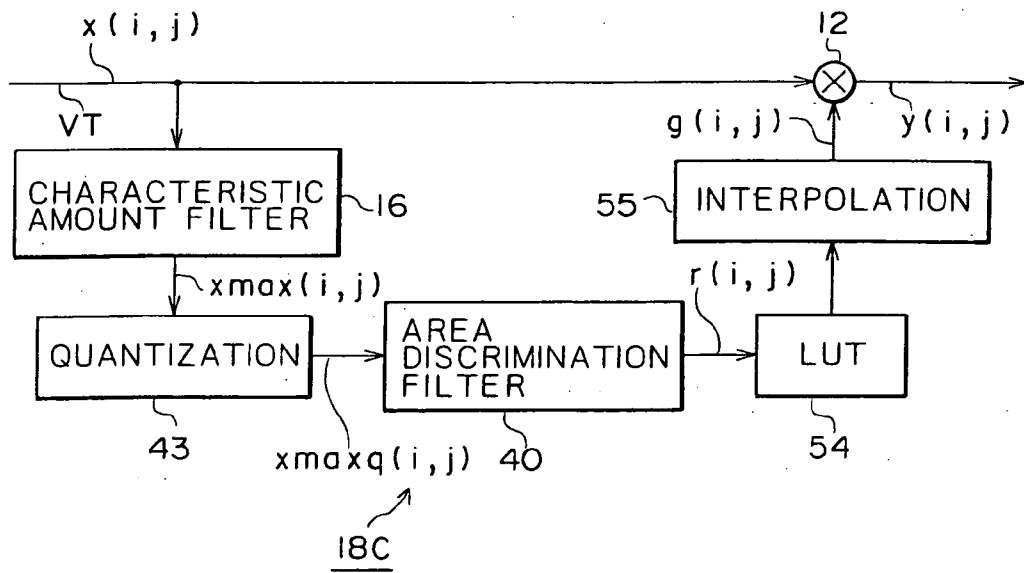 x(i,j)
12
VT
g(i,j)
y(i,j)
CHARACTERISTIC
AMOUNT FILTER
16
55
INTERPOLATION
xmax(i,j)
r(i,j)
QUANTIZATION
AREA
DISCRIMINATION
FILTER
LUT
43
xmaxq(i,j)
40
54
18C